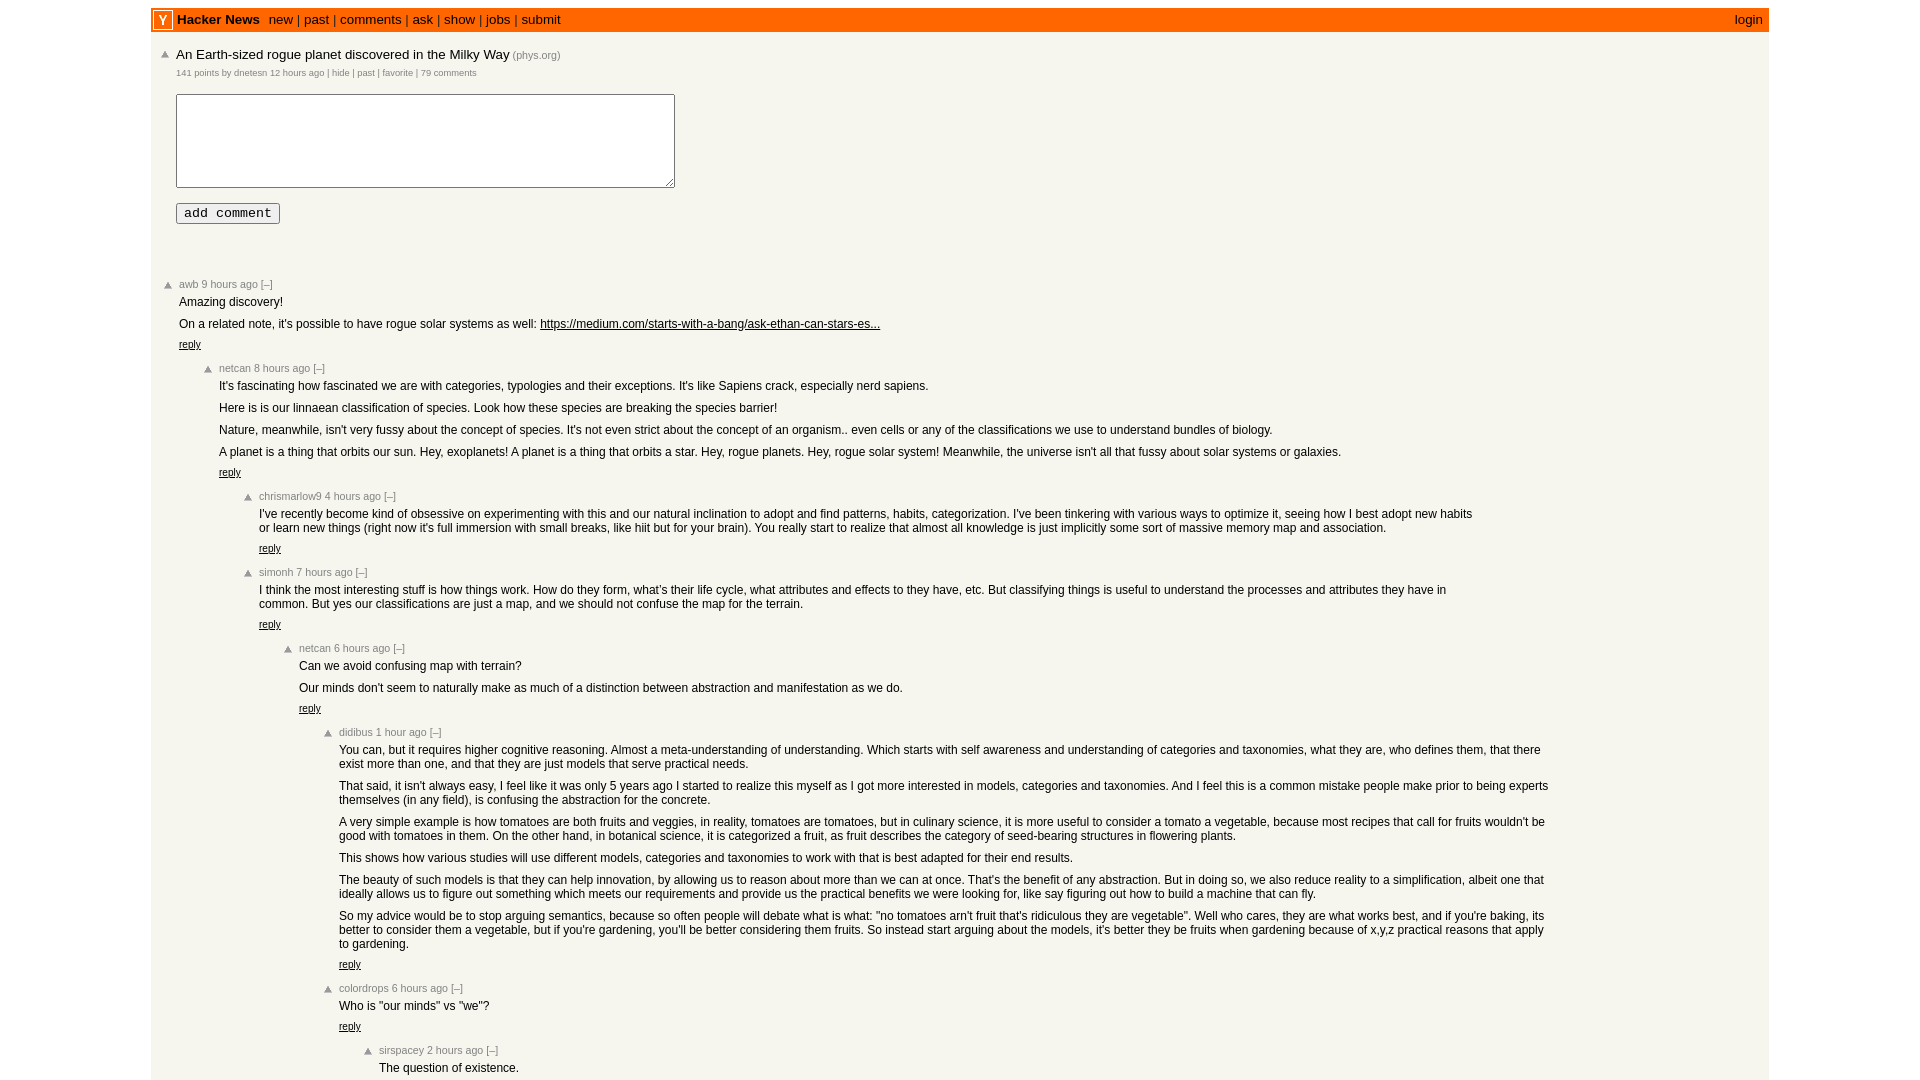 Y Hacker News new | past | comments | ask | show | jobs | submit login
An Earth-sized rogue planet discovered in the Milky Way (phys.org)
141 points by dnetesn 12 hours ago | hide | past | favorite | 79 comments
add comment
awb 9 hours ago [–]
Amazing discovery!
On a related note, it's possible to have rogue solar systems as well: https://medium.com/starts-with-a-bang/ask-ethan-can-stars-es...
reply
netcan 8 hours ago [–]
It's fascinating how fascinated we are with categories, typologies and their exceptions. It's like Sapiens crack, especially nerd sapiens.
Here is is our linnaean classification of species. Look how these species are breaking the species barrier!
Nature, meanwhile, isn't very fussy about the concept of species. It's not even strict about the concept of an organism.. even cells or any of the classifications we use to understand bundles of biology.
A planet is a thing that orbits our sun. Hey, exoplanets! A planet is a thing that orbits a star. Hey, rogue planets. Hey, rogue solar system! Meanwhile, the universe isn't all that fussy about solar systems or galaxies.
reply
chrismarlow9 4 hours ago [–]
I've recently become kind of obsessive on experimenting with this and our natural inclination to adopt and find patterns, habits, categorization. I've been tinkering with various ways to optimize it, seeing how I best adopt new habits
or learn new things (right now it's full immersion with small breaks, like hiit but for your brain). You really start to realize that almost all knowledge is just implicitly some sort of massive memory map and association.
reply
simonh 7 hours ago [–]
I think the most interesting stuff is how things work. How do they form, what’s their life cycle, what attributes and effects to they have, etc. But classifying things is useful to understand the processes and attributes they have in
common. But yes our classifications are just a map, and we should not confuse the map for the terrain.
reply
netcan 6 hours ago [–]
Can we avoid confusing map with terrain?
Our minds don't seem to naturally make as much of a distinction between abstraction and manifestation as we do.
reply
didibus 1 hour ago [–]
You can, but it requires higher cognitive reasoning. Almost a meta-understanding of understanding. Which starts with self awareness and understanding of categories and taxonomies, what they are, who defines them, that there
exist more than one, and that they are just models that serve practical needs.
That said, it isn't always easy, I feel like it was only 5 years ago I started to realize this myself as I got more interested in models, categories and taxonomies. And I feel this is a common mistake people make prior to being experts
themselves (in any field), is confusing the abstraction for the concrete.
A very simple example is how tomatoes are both fruits and veggies, in reality, tomatoes are tomatoes, but in culinary science, it is more useful to consider a tomato a vegetable, because most recipes that call for fruits wouldn't be
good with tomatoes in them. On the other hand, in botanical science, it is categorized a fruit, as fruit describes the category of seed-bearing structures in flowering plants.
This shows how various studies will use different models, categories and taxonomies to work with that is best adapted for their end results.
The beauty of such models is that they can help innovation, by allowing us to reason about more than we can at once. That's the benefit of any abstraction. But in doing so, we also reduce reality to a simplification, albeit one that
ideally allows us to figure out something which meets our requirements and provide us the practical benefits we were looking for, like say figuring out how to build a machine that can fly.
So my advice would be to stop arguing semantics, because so often people will debate what is what: "no tomatoes arn't fruit that's ridiculous they are vegetable". Well who cares, they are what works best, and if you're baking, its
better to consider them a vegetable, but if you're gardening, you'll be better considering them fruits. So instead start arguing about the models, it's better they be fruits when gardening because of x,y,z practical reasons that apply
to gardening.
reply
colordrops 6 hours ago [–]
Who is "our minds" vs "we"?
reply
sirspacey 2 hours ago [–]
The question of existence.